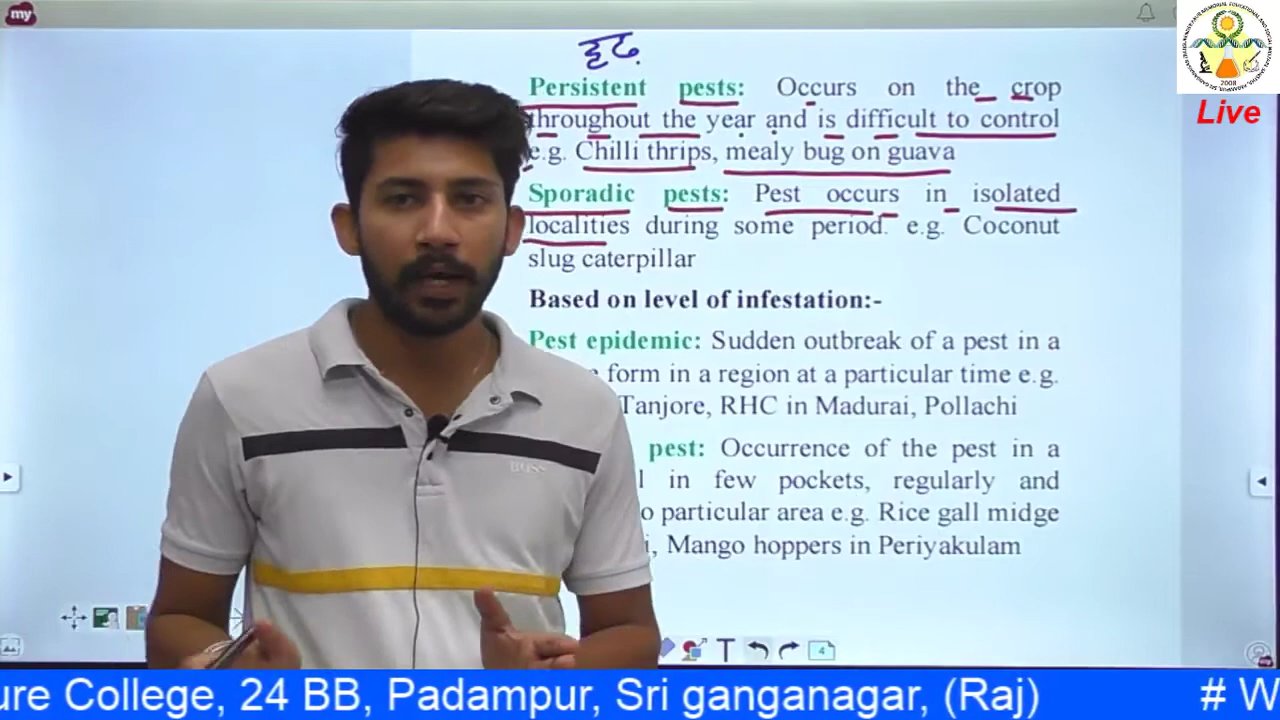 my
दृढ़
Persistent pests: Occurs on the crop
throughout the year and is difficult to control
e.g. Chilli thrips, mealy bug on guava
Sporadic pests: Pest occurs in isolated
localities during some period. e.g. Coconut
slug caterpillar
Based on level of infestation:-
Pest epidemic: Sudden outbreak of a pest in a
form in a region at a particular time e.g.
Tanjore, RHC in Madurai, Pollachi
pest: Occurrence of the pest in a
in few pockets, regularly and
particular area e.g. Rice gall midge
Mango hoppers in Periyakulam
BOSS
T
4
2008
Live
ure College, 24 BB, Padampur, Sri ganganagar, (Raj) # W